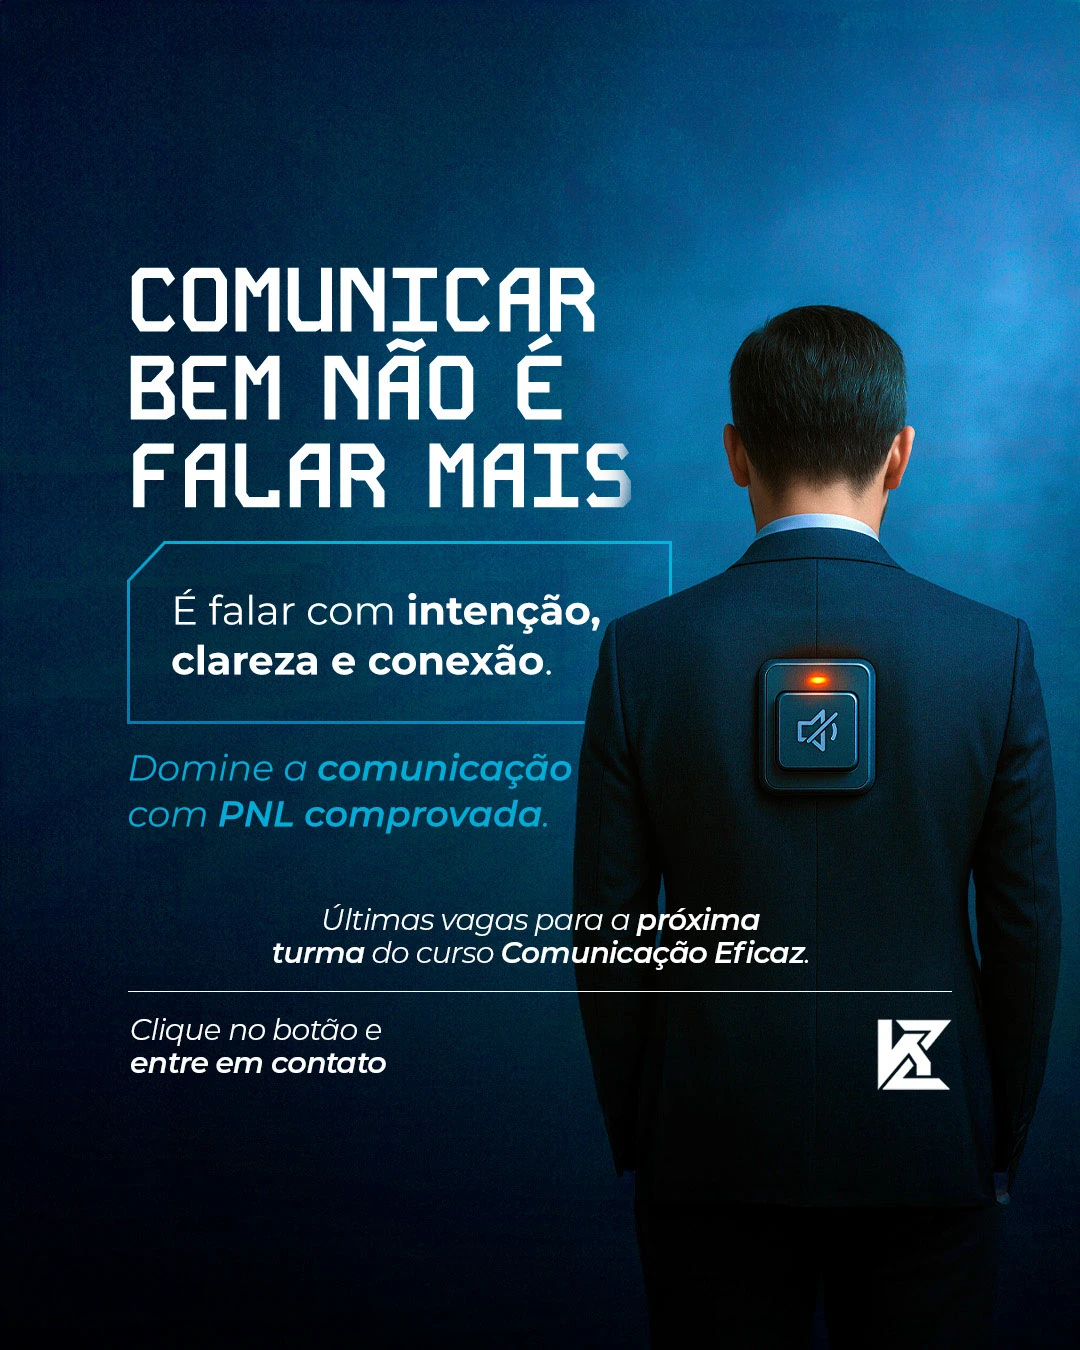 COMUNICAR
BEM NÃO É
FALAR MAIS
É falar com intenção,
clareza e conexão.
Domine a comunicação
com PNL comprovada.
Últimas vagas para a próxima
turma do curso Comunicação Eficaz.
Clique no botão e
entre em contato